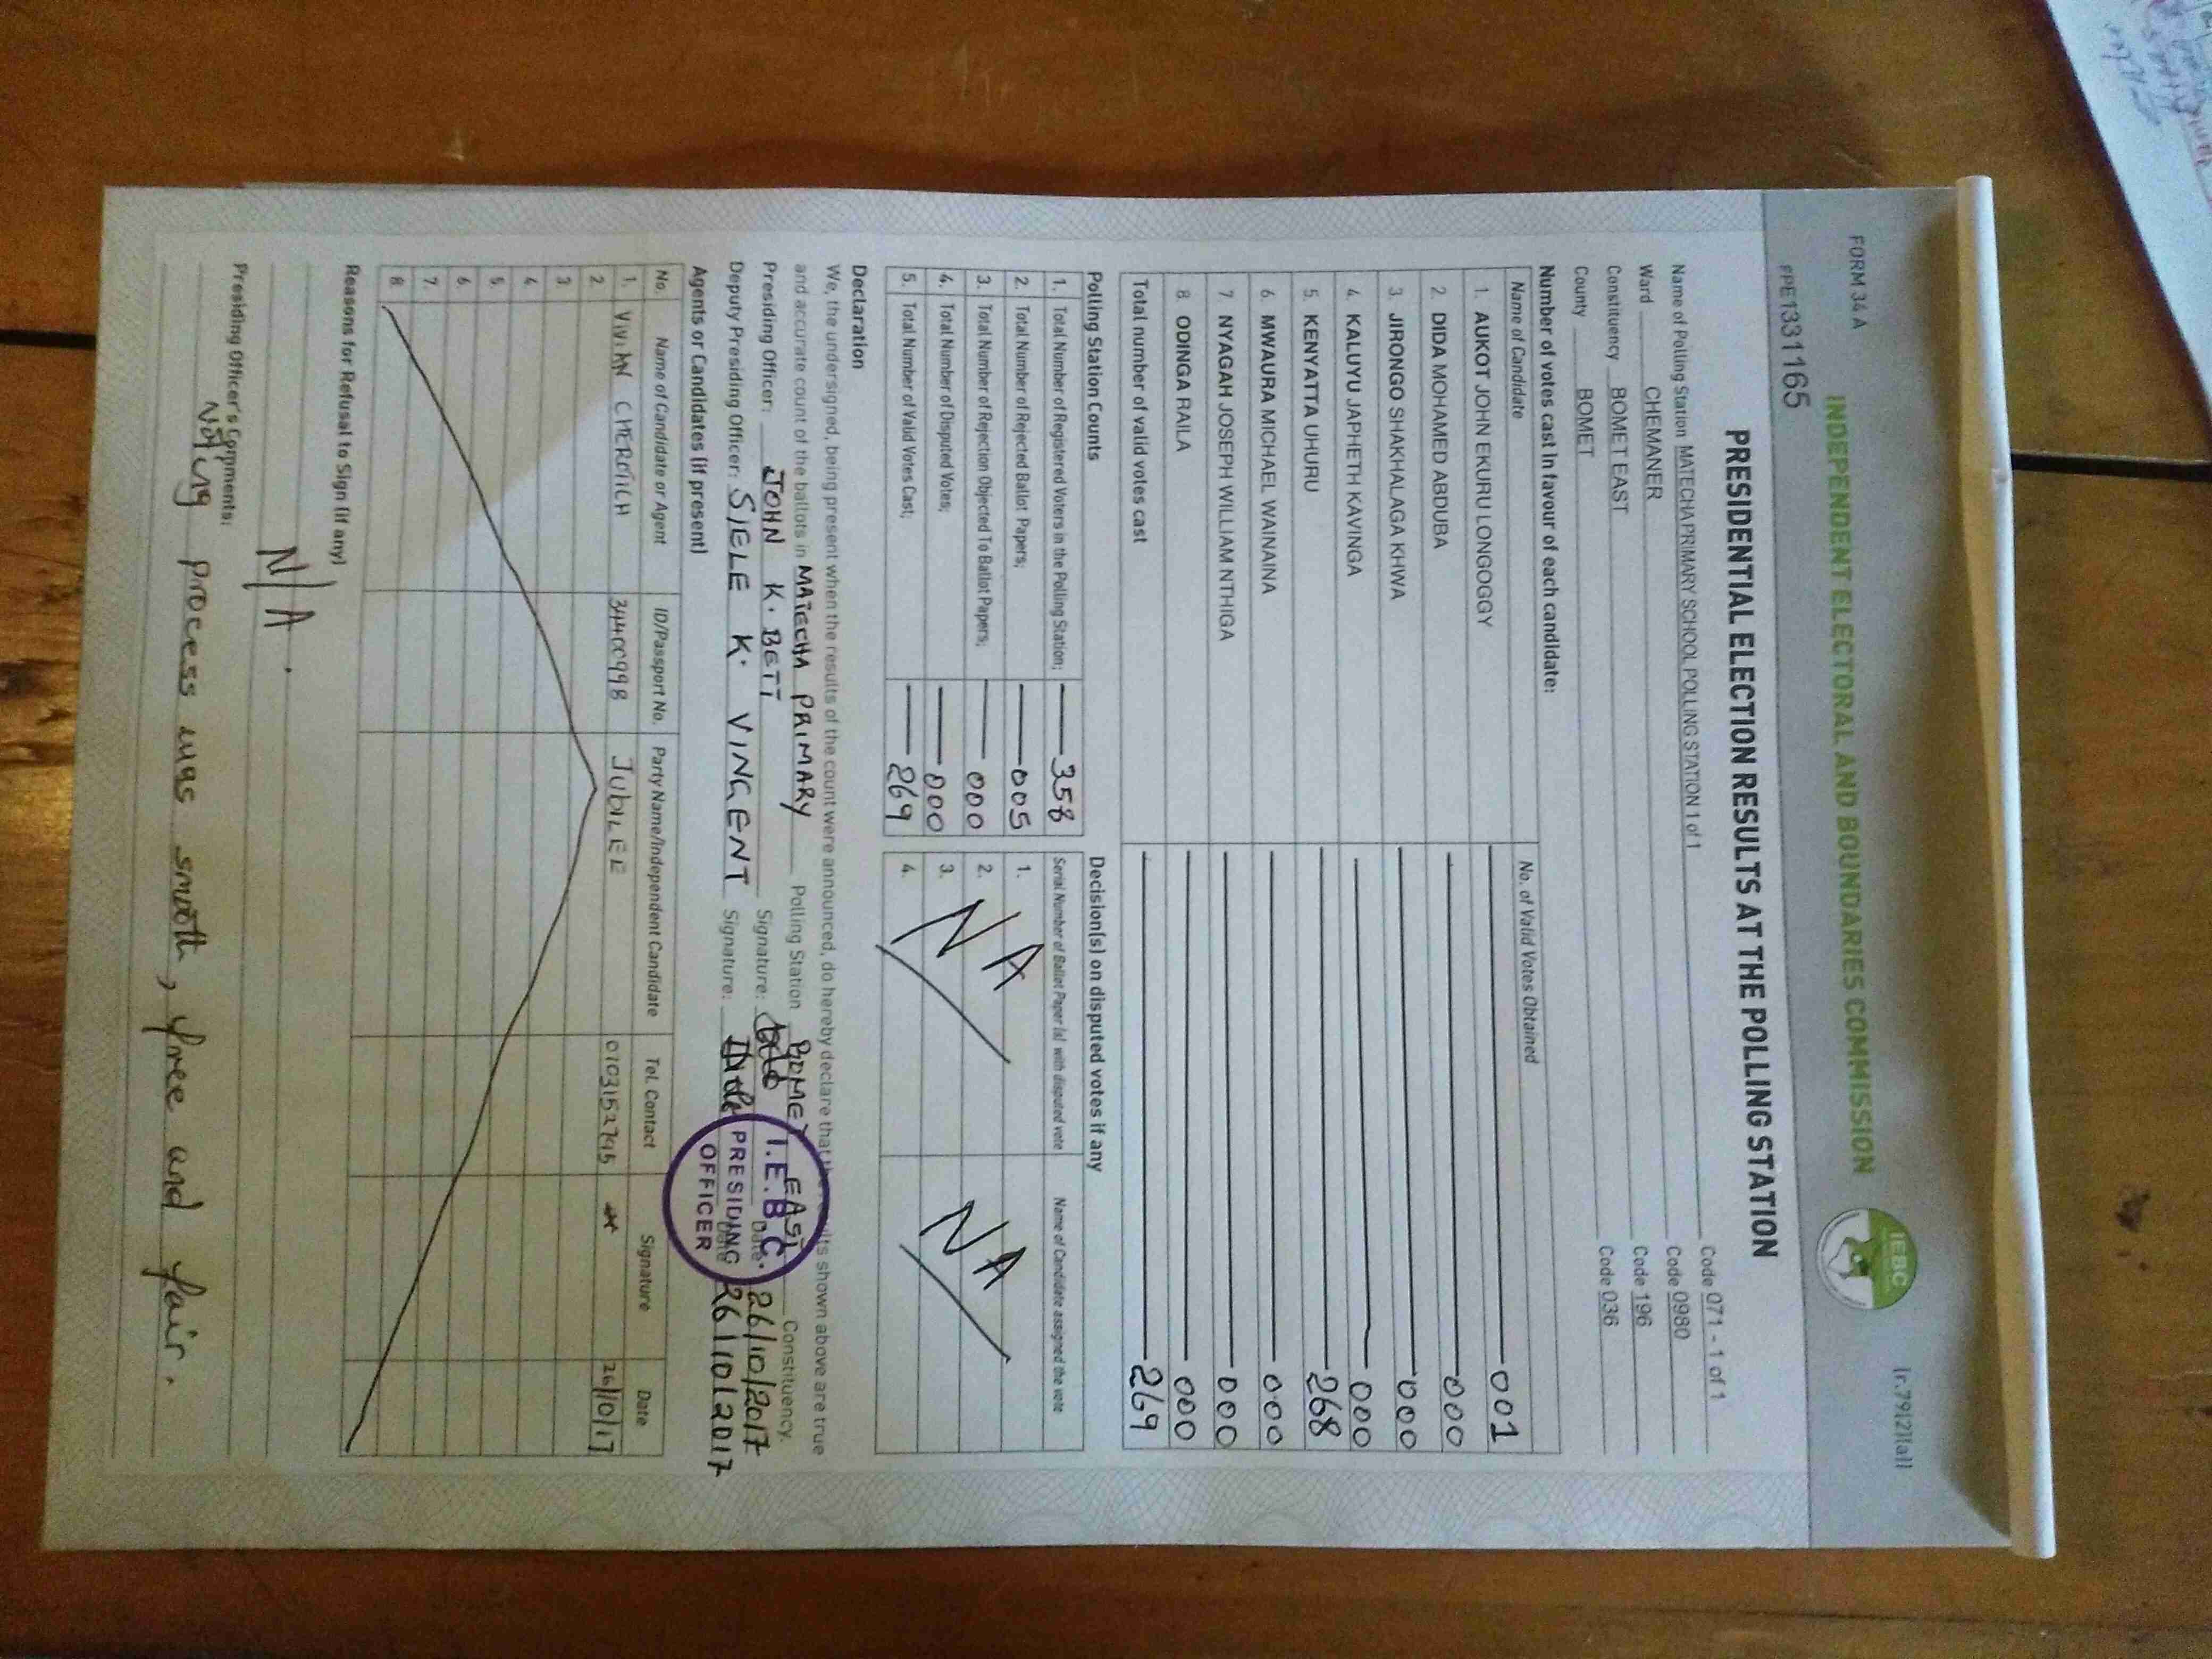 FORM 34 A
(r.79(2)(a))
INDEPENDENT ELECTORAL AND BOUNDARIES COMMISSION
IEBC
PPE1331165
PRESIDENTIAL ELECTION RESULTS AT THE POLLING STATION
Name of Polling Station MATECHA PRIMARY SCHOOL POLLING STATION 1 of 1 Code 071 - 1 of 1
Ward CHEMANER Code 0980
Constituency BOMET EAST Code 196
County BOMET Code 036
Number of votes cast in favour of each candidate:
Name of Candidate No. of Valid Votes Obtained
1. AUKOT JOHN EKURU LONGOGGY 001
2. DIDA MOHAMED ABDUBA 000
3. JIRONGO SHAKHALAGA KHWA 000
4. KALUYU JAPHETH KAVINGA 000
5. KENYATTA UHURU 268
6. MWAURA MICHAEL WAINAINA 000
7. NYAGAH JOSEPH WILLIAM NTHIGA 000
8. ODINGA RAILA 000
Total number of valid votes cast 269
Polling Station Counts
1. Total Number of Registered Voters in the Polling Station; 358
2. Total Number of Rejected Ballot Papers; 005
3. Total Number of Rejection Objected To Ballot Papers; 000
4. Total Number of Disputed Votes; 000
5. Total Number of Valid Votes Cast; 269
Decision(s) on disputed votes if any
Serial Number of Ballot Paper (s) with disputed vote Name of Candidate assigned the vote
1.
2.
3.
4.
NA NA
Declaration
We, the undersigned, being present when the results of the count were announced, do hereby declare that the results shown above are true
and accurate count of the ballots in MATECHA PRIMARY Polling Station BOMET EAST Constituency.
Presiding Officer: JOHN K. BETT Signature: Date: 26/10/2017
Deputy Presiding Officer: SIELE K. VINCENT Signature: Date 26/10/2017
I.E.B.C.
PRESIDING
OFFICER
Agents or Candidates (if present)
No. Name of Candidate or Agent ID/Passport No. Party Name/Independent Candidate Tel. Contact Signature Date
1. VIVIAN CHEROTICH 34400998 JUBILEE 0103152795 26/10/17
2.
3
4
5
6
7
8
Reasons for Refusal to Sign (if any)
N/A.
Presiding Officer's Comments:
Voting process was smooth, free and fair.